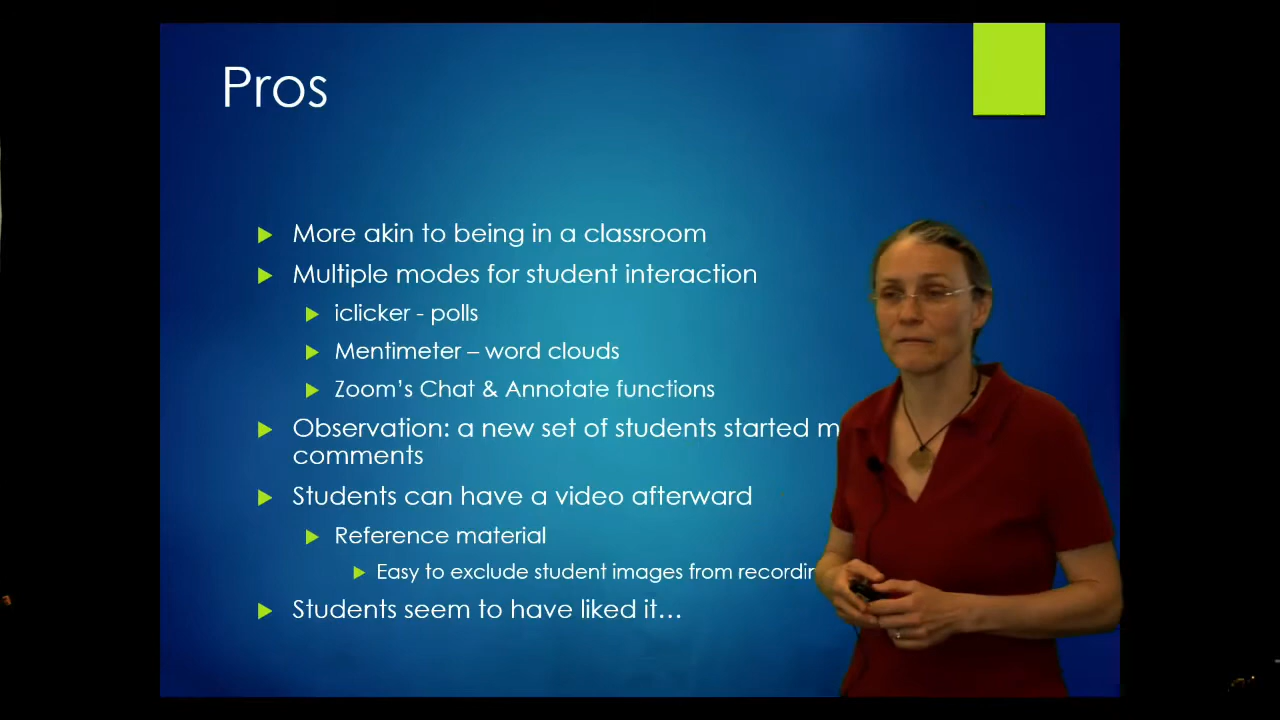 Pros
More akin to being in a classroom
Multiple modes for student interaction
iclicker - polls
Mentimeter – word clouds
Zoom's Chat & Annotate functions
Observation: a new set of students started
comments
Students can have a video afterward
Reference material
Easy to exclude student images from
Students seem to have liked it...